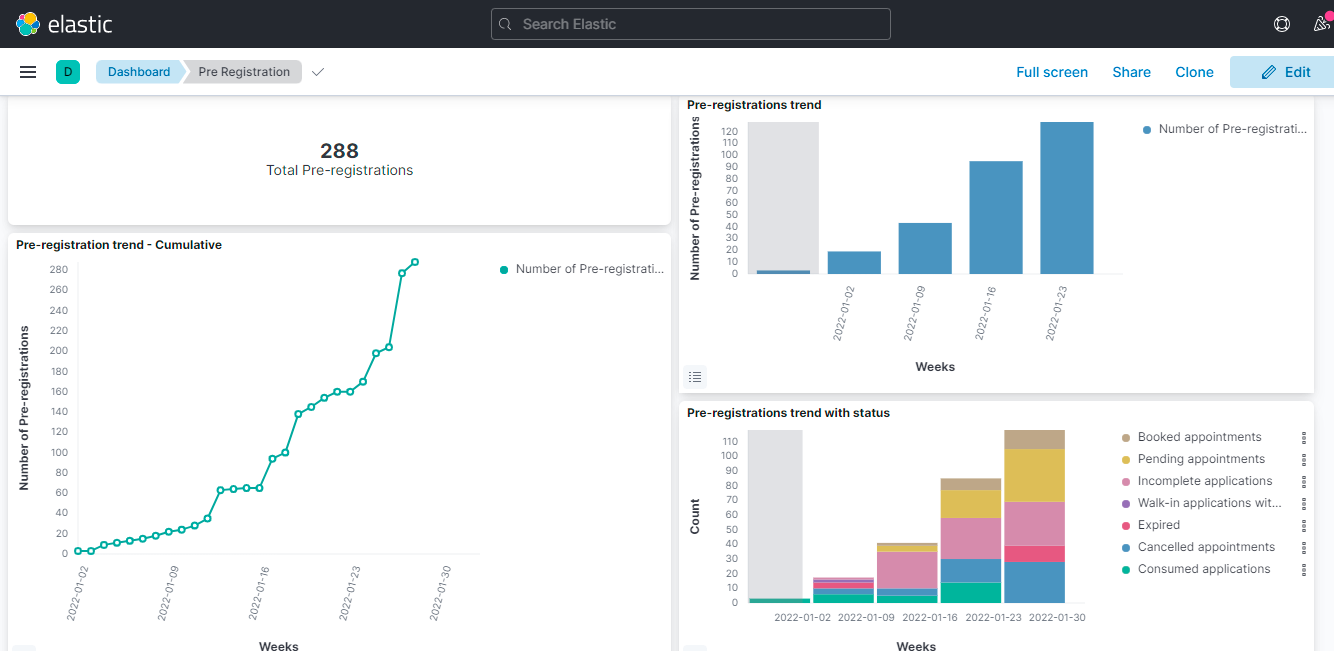 elastic
Search Elastic
D
Dashboard
Pre Registration
Full screen
Share
Clone
Edit
288
Total Pre-registrations
Pre-registration trend - Cumulative
Number of Pre-registrations
280
260
240
220
200
180
160
140
120
100
80
60
40
20
0
2022-01-02
2022-01-09
2022-01-16
2022-01-23
2022-01-30
Weeks
Number of Pre-registrati...
Pre-registrations trend
Number of Pre-registrations
120
110
100
90
80
70
60
50
40
30
20
10
0
2022-01-02
2022-01-09
2022-01-16
2022-01-23
Weeks
Number of Pre-registrati...
Pre-registrations trend with status
Count
110
100
90
80
70
60
50
40
30
20
10
0
2022-01-02
2022-01-09
2022-01-16
2022-01-23
2022-01-30
Weeks
Booked appointments
Pending appointments
Incomplete applications
Walk-in applications wit...
Expired
Cancelled appointments
Consumed applications